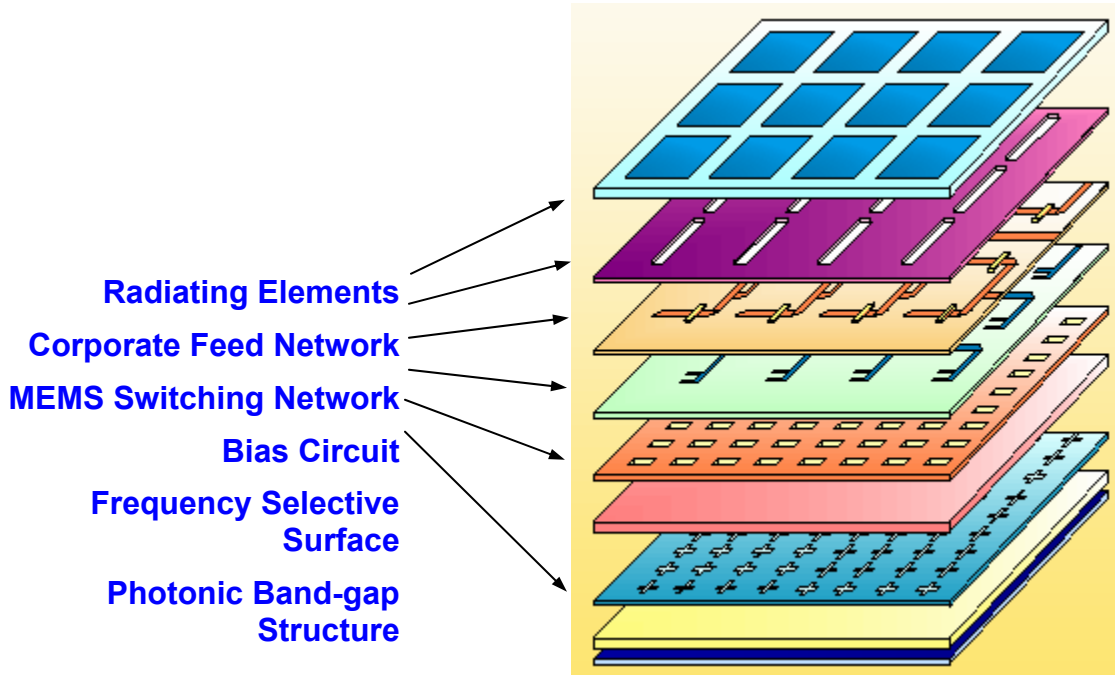 Radiating Elements
Corporate Feed Network
MEMS Switching Network
Bias Circuit
Frequency Selective
Surface
Photonic Band-gap
Structure